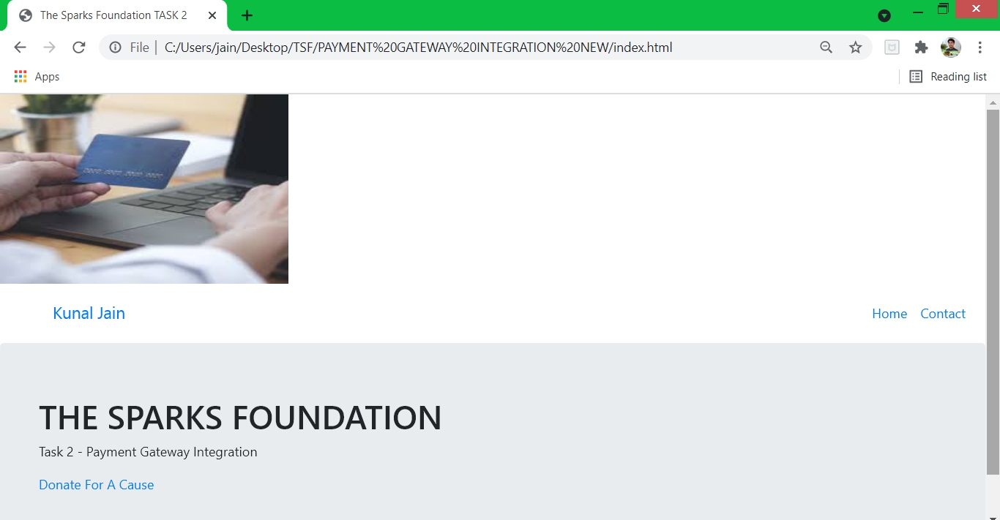 The Sparks Foundation TASK 2
File | C:/Users/jain/Desktop/TSF/PAYMENT%20GATEWAY%20INTEGRATION%20NEW/index.html
Apps
Reading list
Kunal Jain
Home Contact
THE SPARKS FOUNDATION
Task 2 - Payment Gateway Integration
Donate For A Cause